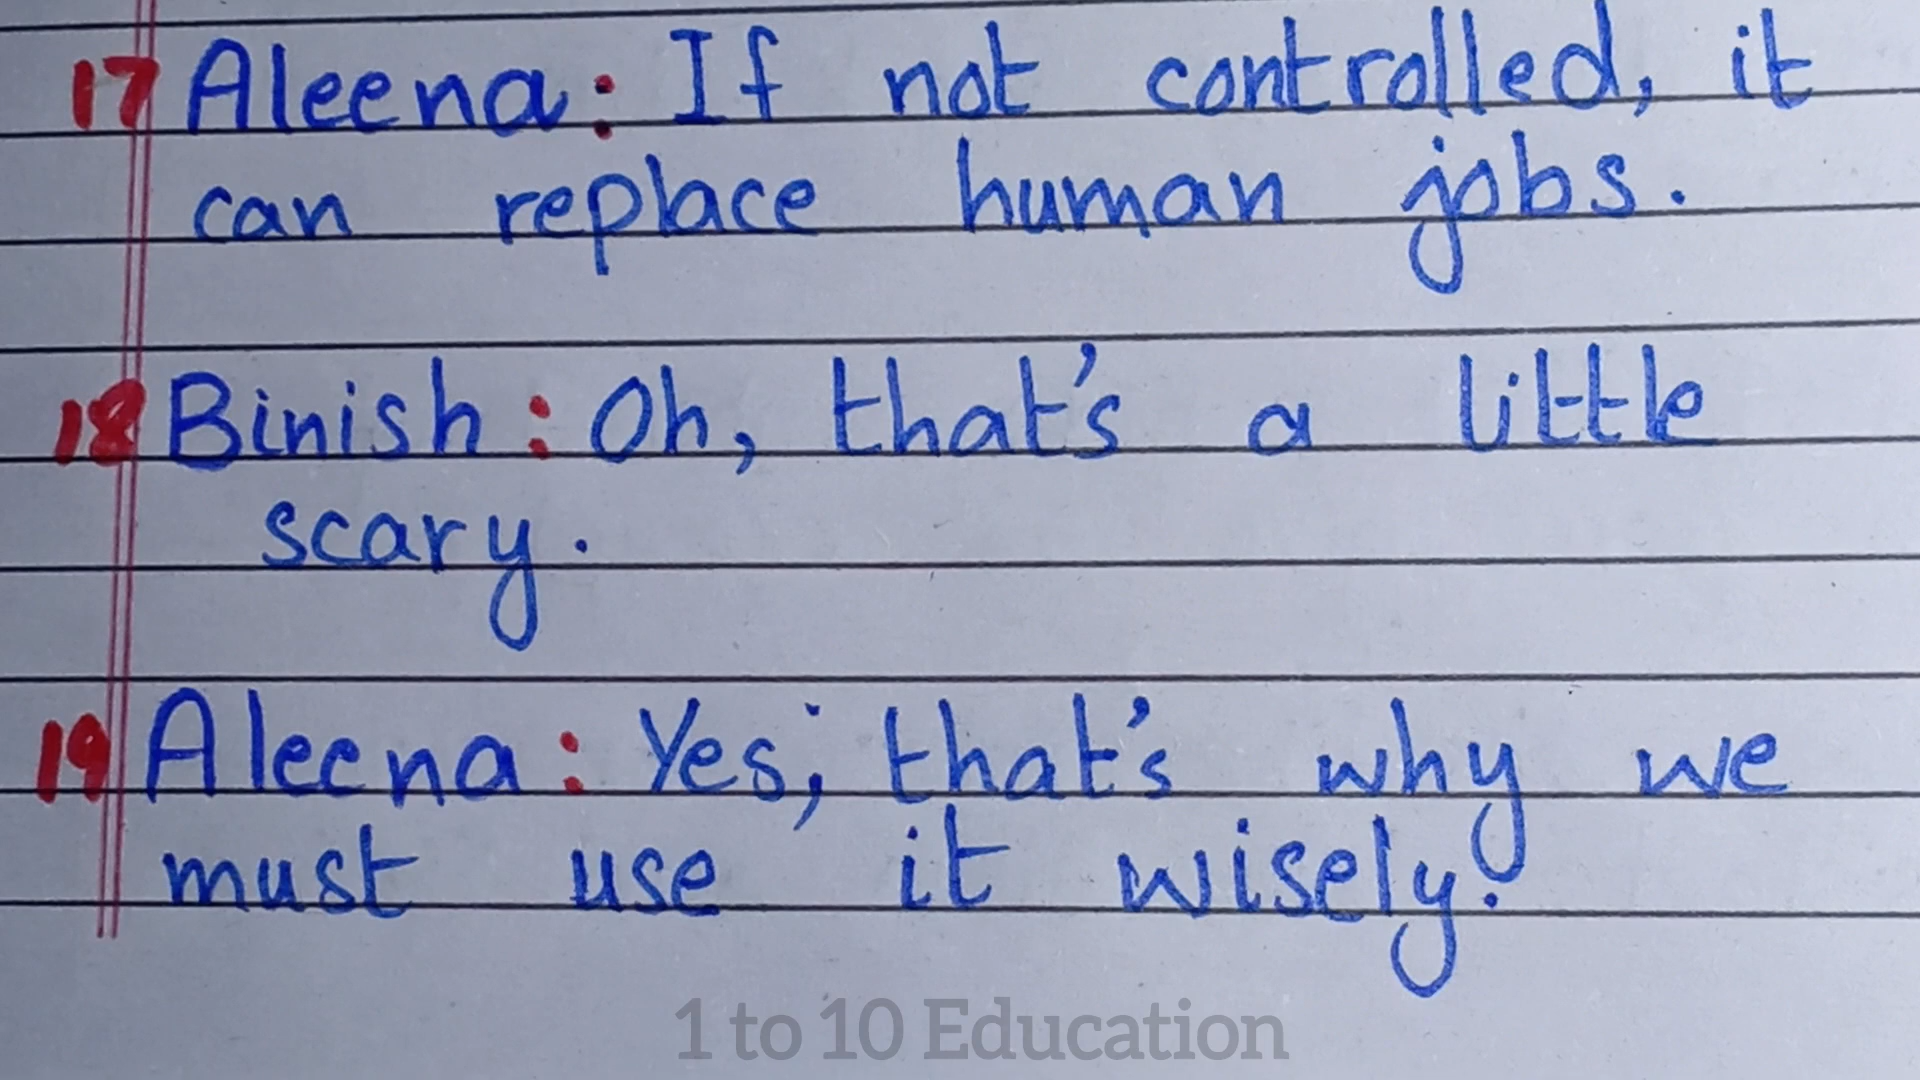 17 Aleena: If not controlled, it
can replace human jobs.
18 Binish: Oh, that's a little
scary.
19 Aleena: Yes; that's why we
must use it wisely.
1 to 10 Education